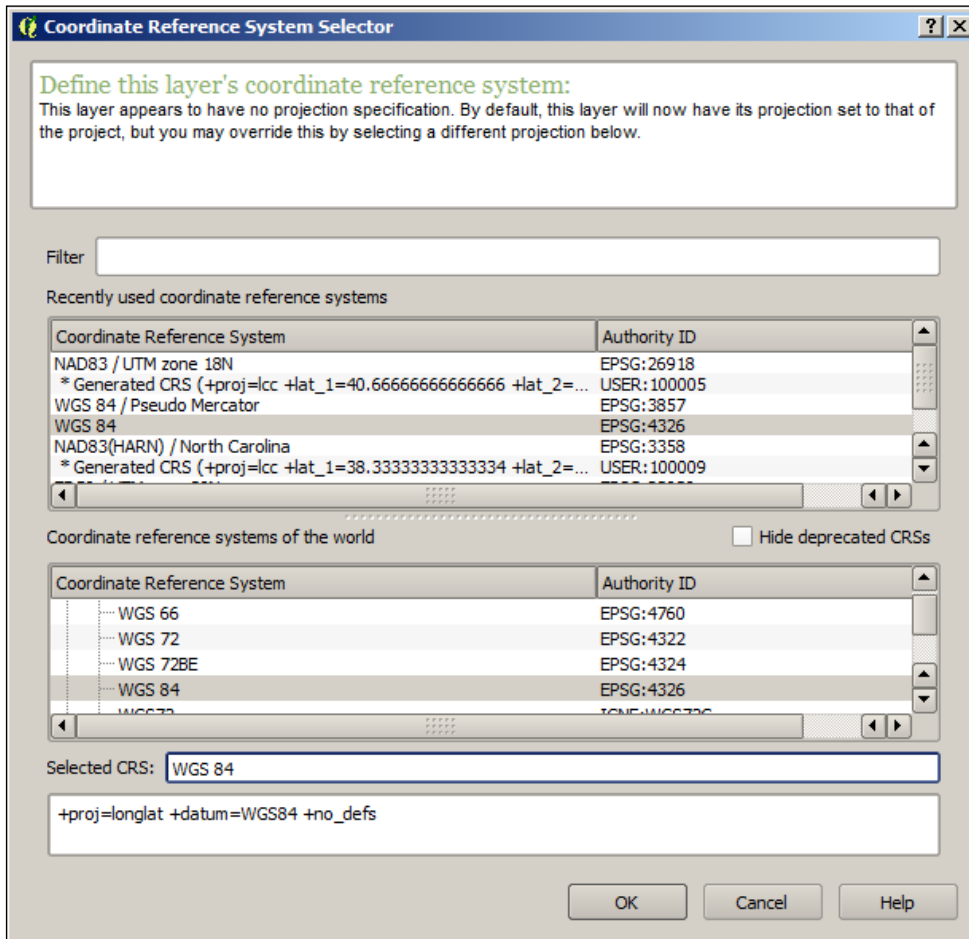 Coordinate Reference System Selector
Define this layer's coordinate reference system:
This layer appears to have no projection specification. By default, this layer will now have its projection set to that of
the project, but you may override this by selecting a different projection below.
Filter
Recently used coordinate reference systems
Coordinate Reference System Authority ID
NAD83 / UTM zone 18N EPSG:26918
* Generated CRS (+proj=lcc +lat_1=40.66666666666666 +lat_2=... USER:100005
WGS 84 / Pseudo Mercator EPSG:3857
WGS 84 EPSG:4326
NAD83(HARN) / North Carolina EPSG:3358
* Generated CRS (+proj=lcc +lat_1=38.33333333333334 +lat_2=... USER:100009
Coordinate reference systems of the world Hide deprecated CRSs
Coordinate Reference System Authority ID
WGS 66 EPSG:4760
WGS 72 EPSG:4322
WGS 72BE EPSG:4324
WGS 84 EPSG:4326
Selected CRS: WGS 84
+proj=longlat +datum=WGS84 +no_defs
OK Cancel Help